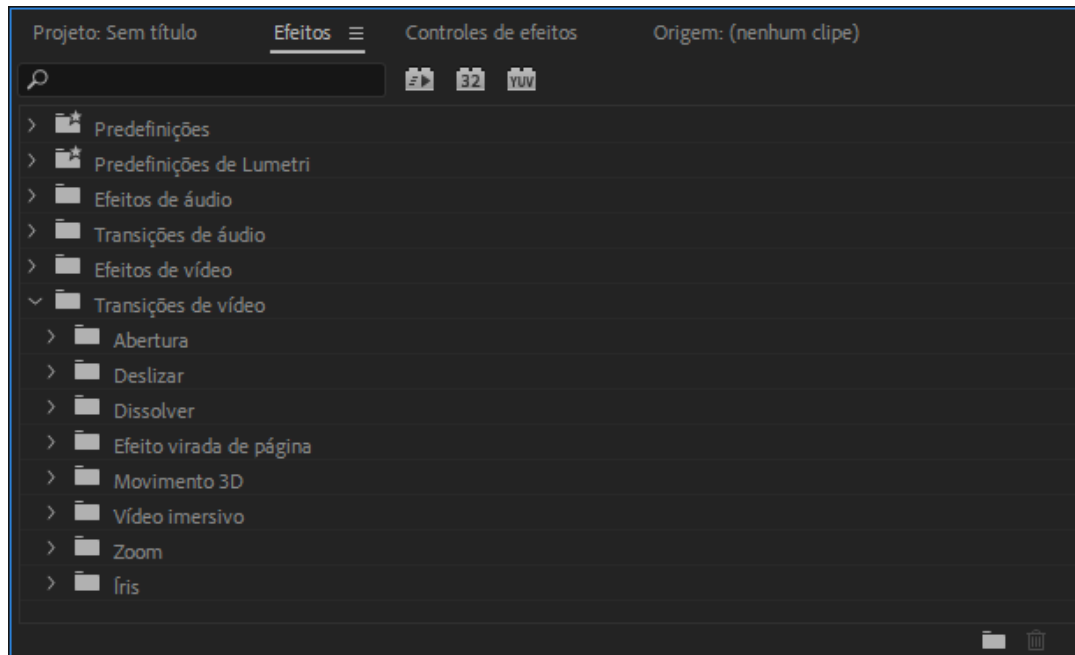 Projeto: Sem título Efeitos Controles de efeitos Origem: (nenhum clipe)
32 YUV
Predefinições
Predefinições de Lumetri
Efeitos de áudio
Transições de áudio
Efeitos de vídeo
Transições de vídeo
Abertura
Deslizar
Dissolver
Efeito virada de página
Movimento 3D
Vídeo imersivo
Zoom
Íris